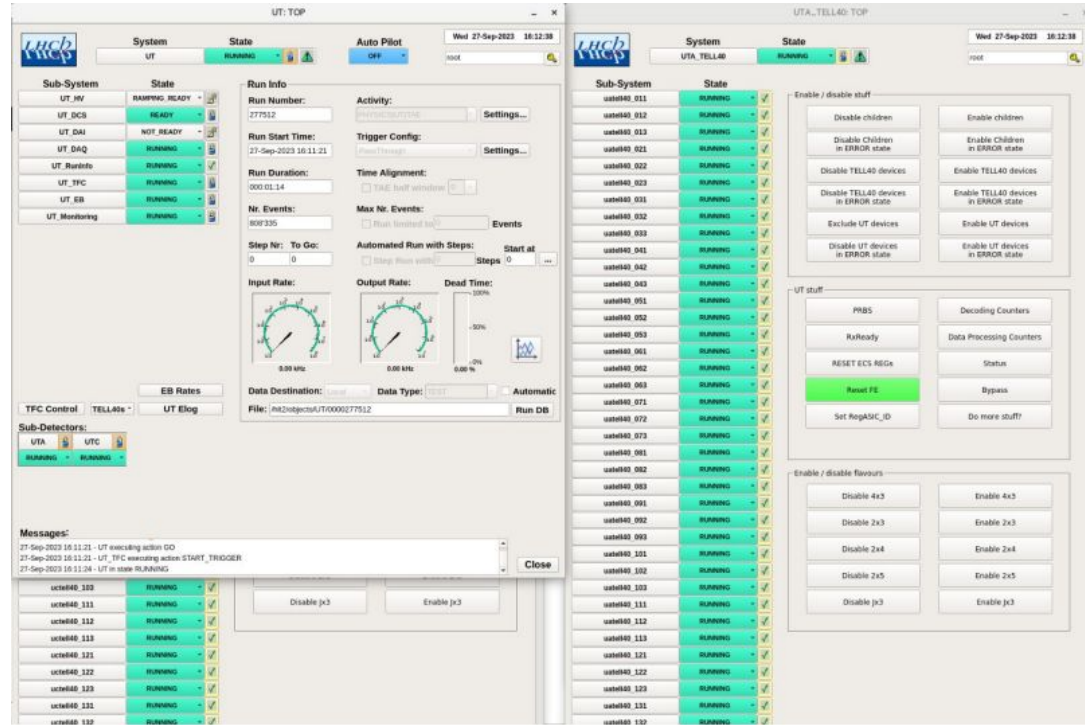 UT: TOP
LHCb
System
State
Auto Pilot
Wed 27-Sep-2023 16:12:38
UT
RUNNING
OFF
root
Sub-System
State
UT_HV
RAMPING_READY
UT_DCS
READY
UT_DAI
NOT_READY
UT_DAQ
RUNNING
UT_RunInfo
RUNNING
UT_TFC
RUNNING
UT_EB
RUNNING
UT_Monitoring
RUNNING
Run Info
Run Number:
Activity:
277512
PHYSICS|UTTAE
Settings...
Run Start Time:
Trigger Config:
27-Sep-2023 16:11:21
PassThrough
Settings...
Run Duration:
Time Alignment:
000:01:14
TAE half window 0
Nr. Events:
Max Nr. Events:
808'335
Run limited to 0
Events
Step Nr: To Go:
Automated Run with Steps:
Start at
0
0
Step Run with 0
Steps
0
...
Input Rate:
Output Rate:
Dead Time:
100%
50%
0%
0.00 kHz
0.00 kHz
0.00 %
Data Destination:
Local
Data Type:
TEST
Automatic
File:
/hlt2/objects/UT/0000277512
Run DB
EB Rates
TFC Control
TELL40s
UT Elog
Sub-Detectors:
UTA
UTC
RUNNING
RUNNING
Messages:
27-Sep-2023 16:11:21 - UT executing action GO
27-Sep-2023 16:11:21 - UT_TFC executing action START_TRIGGER
27-Sep-2023 16:11:24 - UT in state RUNNING
Close
uctell40_103
RUNNING
uctell40_111
RUNNING
uctell40_112
RUNNING
uctell40_113
RUNNING
uctell40_121
RUNNING
uctell40_122
RUNNING
uctell40_123
RUNNING
uctell40_131
RUNNING
uctell40_132
RUNNING
Disable Jx3
Enable Jx3
UTA_TELL40: TOP
LHCb
System
State
Wed 27-Sep-2023 16:12:38
UTA_TELL40
RUNNING
root
Sub-System
State
uatell40_011
RUNNING
uatell40_012
RUNNING
uatell40_013
RUNNING
uatell40_021
RUNNING
uatell40_022
RUNNING
uatell40_023
RUNNING
uatell40_031
RUNNING
uatell40_032
RUNNING
uatell40_033
RUNNING
uatell40_041
RUNNING
uatell40_042
RUNNING
uatell40_043
RUNNING
uatell40_051
RUNNING
uatell40_052
RUNNING
uatell40_053
RUNNING
uatell40_061
RUNNING
uatell40_062
RUNNING
uatell40_063
RUNNING
uatell40_071
RUNNING
uatell40_072
RUNNING
uatell40_073
RUNNING
uatell40_081
RUNNING
uatell40_082
RUNNING
uatell40_083
RUNNING
uatell40_091
RUNNING
uatell40_092
RUNNING
uatell40_093
RUNNING
uatell40_101
RUNNING
uatell40_102
RUNNING
uatell40_103
RUNNING
uatell40_111
RUNNING
uatell40_112
RUNNING
uatell40_113
RUNNING
uatell40_121
RUNNING
uatell40_122
RUNNING
uatell40_123
RUNNING
uatell40_131
RUNNING
uatell40_132
RUNNING
Enable / disable stuff
Disable children
Enable children
Disable Children
in ERROR state
Enable Children
in ERROR state
Disable TELL40 devices
Enable TELL40 devices
Disable TELL40 devices
in ERROR state
Enable TELL40 devices
in ERROR state
Exclude UT devices
Enable UT devices
Disable UT devices
in ERROR state
Enable UT devices
in ERROR state
UT stuff
PRBS
Decoding Counters
RxReady
Data Processing Counters
RESET ECS REGs
Status
Reset FE
Bypass
Set RegASIC_ID
Do more stuff?
Enable / disable flavours
Disable 4x3
Enable 4x3
Disable 2x3
Enable 2x3
Disable 2x4
Enable 2x4
Disable 2x5
Enable 2x5
Disable Jx3
Enable Jx3